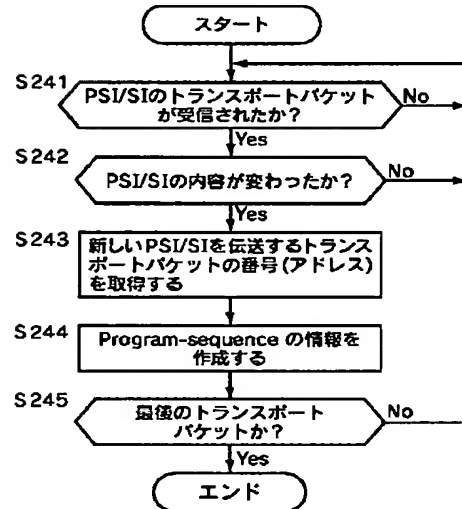 スタート
S241
PSI/SIのトランスポートパケット
が受信されたか?
No
Yes
S242
PSI/SIの内容が変わったか?
No
Yes
S243
新しいPSI/SIを伝送するトランス
ポートパケットの番号(アドレス)
を取得する
S244
Program-sequence の情報を
作成する
S245
最後のトランスポート
パケットか?
No
Yes
エンド